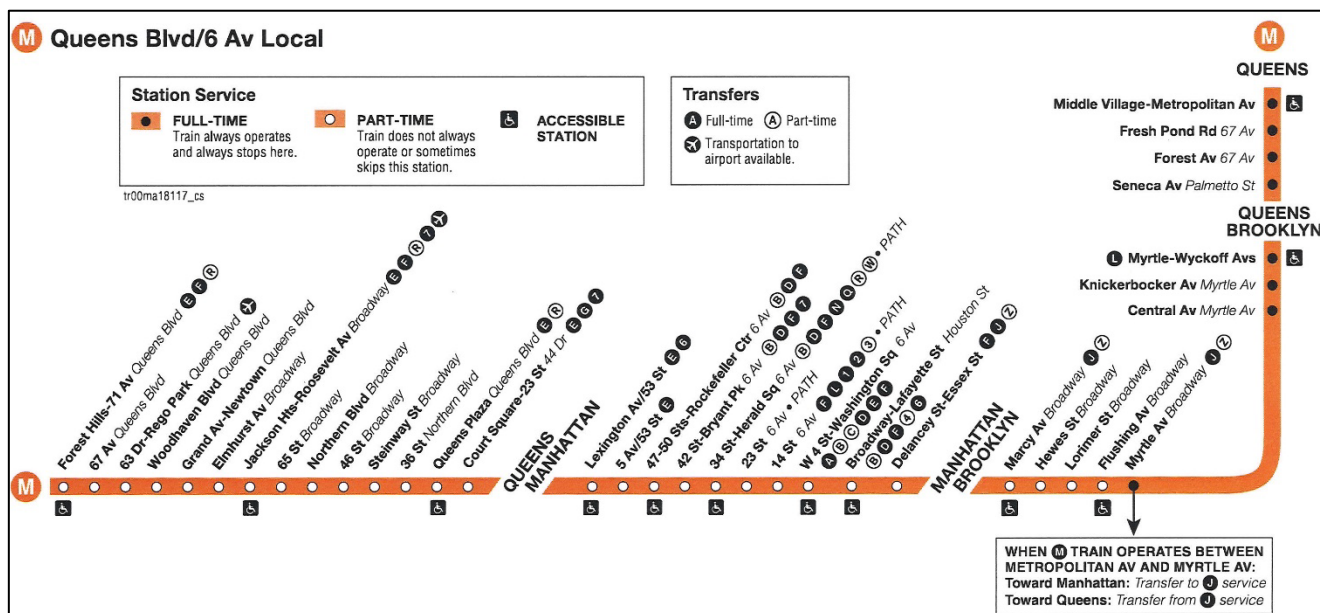 M Queens Blvd/6 Av Local
Station Service
FULL-TIME
Train always operates
and always stops here.
PART-TIME
Train does not always
operate or sometimes
skips this station.
ACCESSIBLE
STATION
tr00ma18117_cs
Transfers
A Full-time A Part-time
Transportation to
airport available.
M
Forest Hills-71 Av Queens Blvd E F R
67 Av Queens Blvd
63 Dr-Rego Park Queens Blvd
Woodhaven Blvd Queens Blvd
Grand Av-Newtown Queens Blvd
Elmhurst Av Broadway
Jackson Hts-Roosevelt Av Broadway E F R 7
65 St Broadway
Northern Blvd Broadway
46 St Broadway
Steinway St Broadway
36 St Northern Blvd
Queens Plaza Queens Blvd E R
Court Square-23 St 44 Dr E G 7
QUEENS
MANHATTAN
Lexington Av/53 St E 6
5 Av/53 St E
47-50 Sts-Rockefeller Ctr 6 Av B D F
42 St-Bryant Pk 6 Av B D F 7
34 St-Herald Sq 6 Av B D F N Q R W • PATH
23 St 6 Av • PATH
14 St 6 Av F L 1 2 3 • PATH
W 4 St-Washington Sq 6 Av
A B C D E F
Broadway-Lafayette St Houston St
B D F 4 6
Delancey St-Essex St F J Z
MANHATTAN
BROOKLYN
Marcy Av Broadway J Z
Hewes St Broadway
Lorimer St Broadway
Flushing Av Broadway
Myrtle Av Broadway J Z
WHEN M TRAIN OPERATES BETWEEN
METROPOLITAN AV AND MYRTLE AV:
Toward Manhattan: Transfer to J service
Toward Queens: Transfer from J service
M
QUEENS
Middle Village-Metropolitan Av
Fresh Pond Rd 67 Av
Forest Av 67 Av
Seneca Av Palmetto St
QUEENS
BROOKLYN
L Myrtle-Wyckoff Avs
Knickerbocker Av Myrtle Av
Central Av Myrtle Av